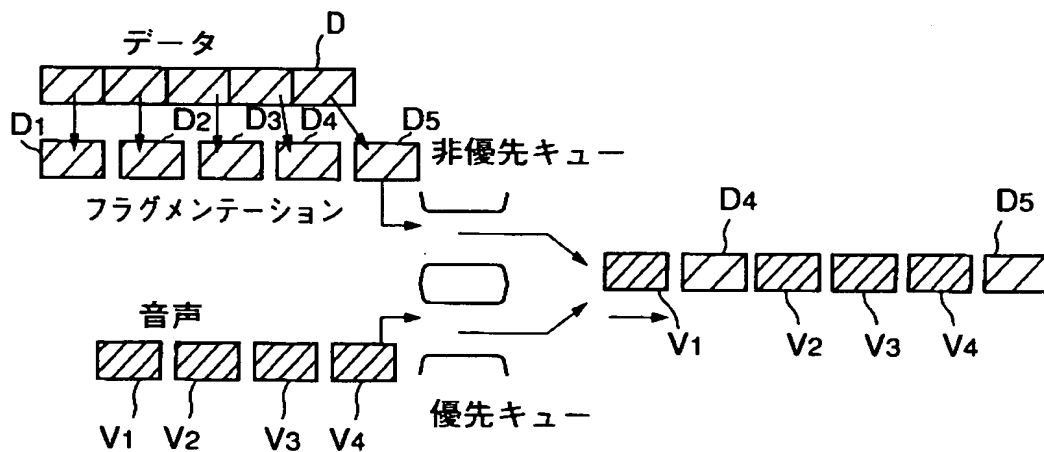 データ D
D1 D2 D3 D4 D5
非優先キュー
フラグメンテーション
D4 D5
音声
V1 V2 V3 V4
V1 V2 V3 V4
優先キュー